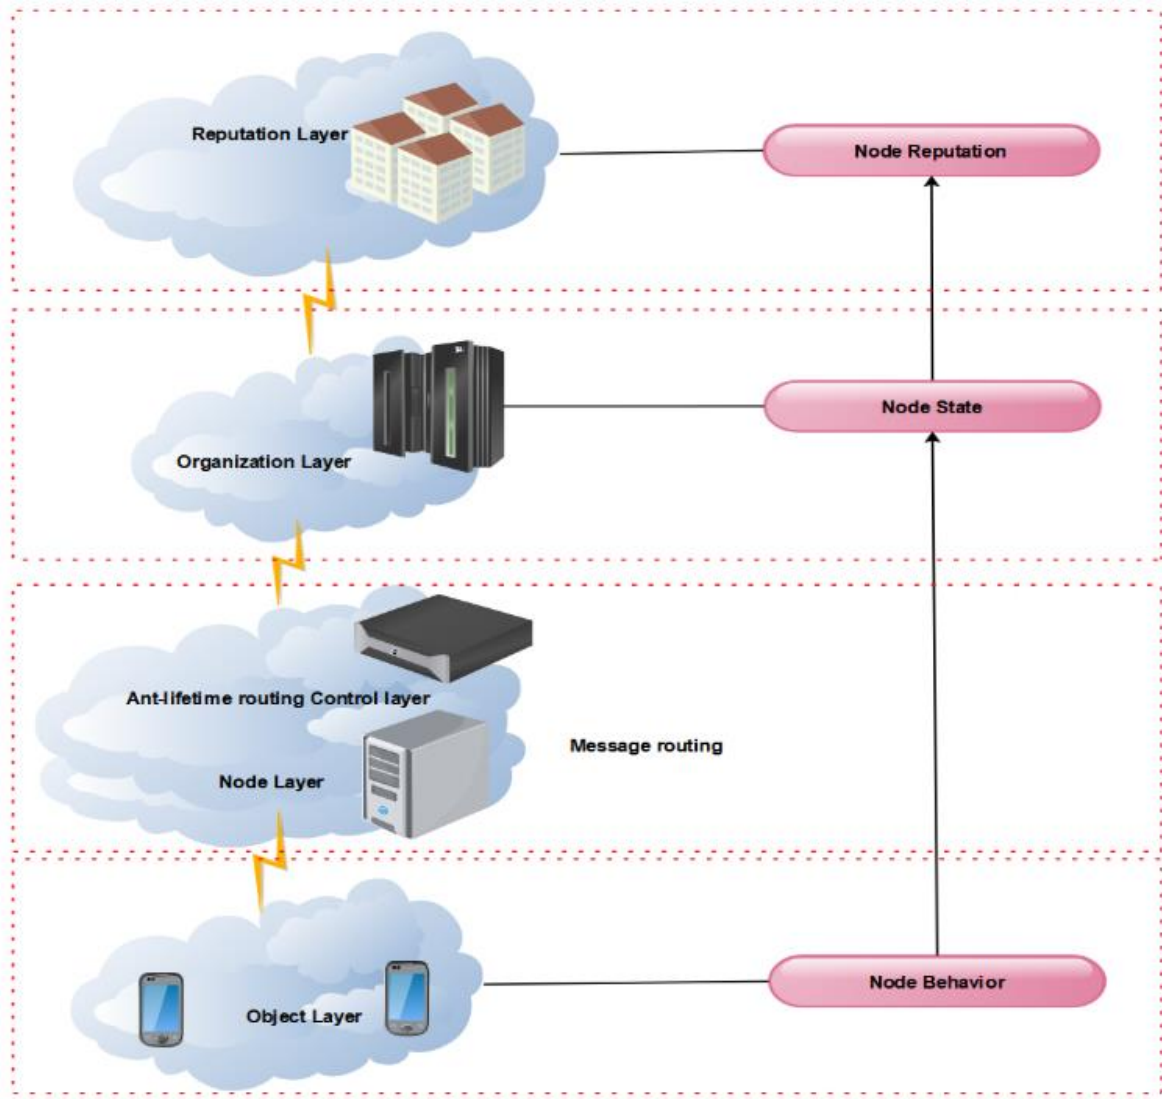 Reputation Layer
Node Reputation
Node State
Organization Layer
Ant-lifetime routing Control layer
Message routing
Node Layer
Node Behavior
Object Layer